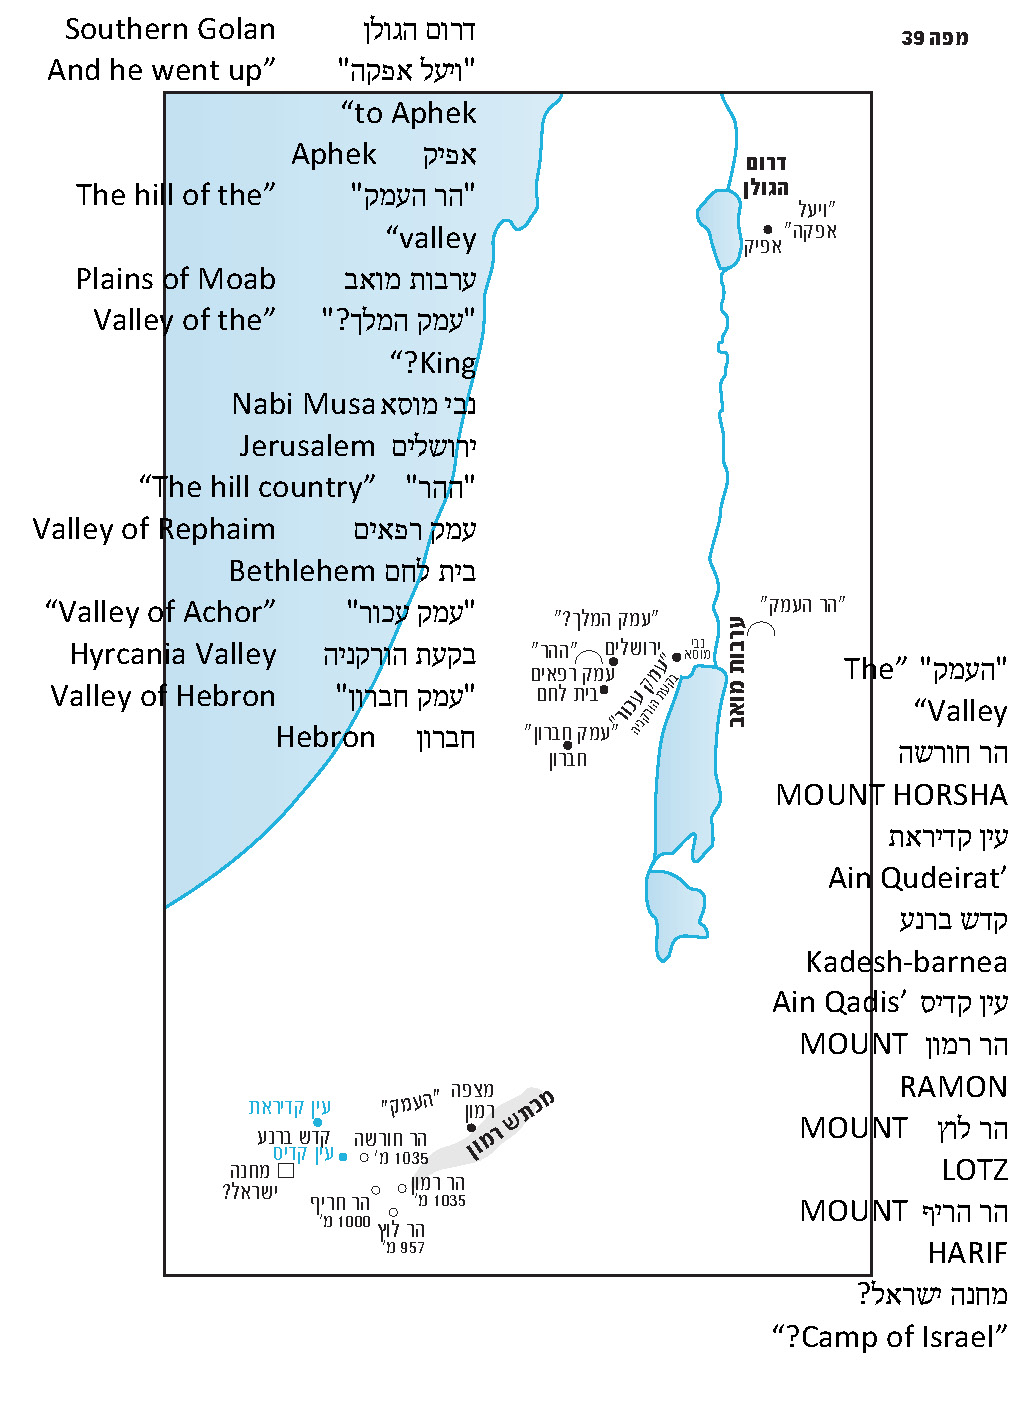 מפה 39
דרום הגולן Southern Golan
"ויעל אפקה" And he went up”
“to Aphek
אפיק Aphek
"הר העמק" The hill of the”
“valley
ערבות מואב Plains of Moab
"עמק המלך?" Valley of the”
“?King
נבי מוסא Nabi Musa
ירושלים Jerusalem
"ההר" “The hill country”
עמק רפאים Valley of Rephaim
בית לחם Bethlehem
"עמק עכור" “Valley of Achor”
בקעת הורקניה Hyrcania Valley
"עמק חברון" Valley of Hebron
חברון Hebron
דרום
הגולן
"ויעל
אפקה"
אפיק
"הר העמק"
"עמק המלך?"
ערבות מואב
"ההר"
ירושלים
נבי
מוסא
עמק רפאים
בית לחם
"עמק עכור"
בקעת הורקניה
"עמק חברון"
חברון
"העמק" The”
“Valley
הר חורשה
MOUNT HORSHA
עין קדיראת
Ain Qudeirat’
קדש ברנע
Kadesh-barnea
עין קדיס Ain Qadis’
הר רמון MOUNT
RAMON
הר לוץ MOUNT
LOTZ
הר הריף MOUNT
HARIF
מחנה ישראל?
“?Camp of Israel”
מצפה
רמון
"העמק"
מכתש רמון
עין קדיראת
קדש ברנע
עין קדיס
הר חורשה
1035 מ'
מחנה
ישראל?
הר רמון
1035 מ'
הר חריף
1000 מ'
הר לוץ
957 מ'